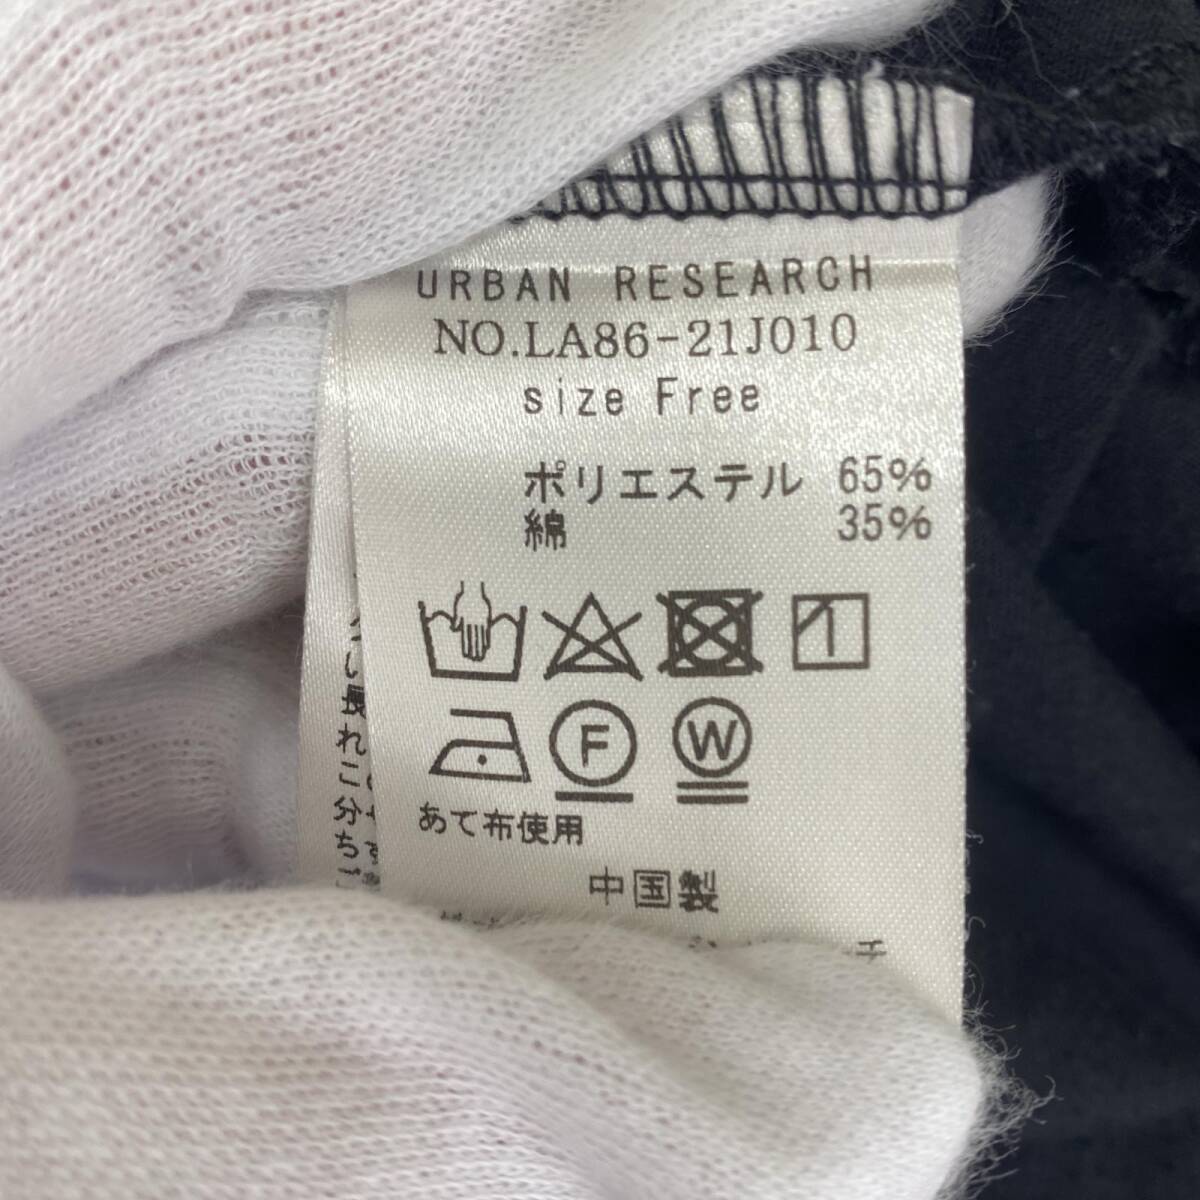 URBAN RESEARCH
NO.LA86-21J010
size Free
ポリエステル 65%
綿 35%
F
W
あて布使用
中国製